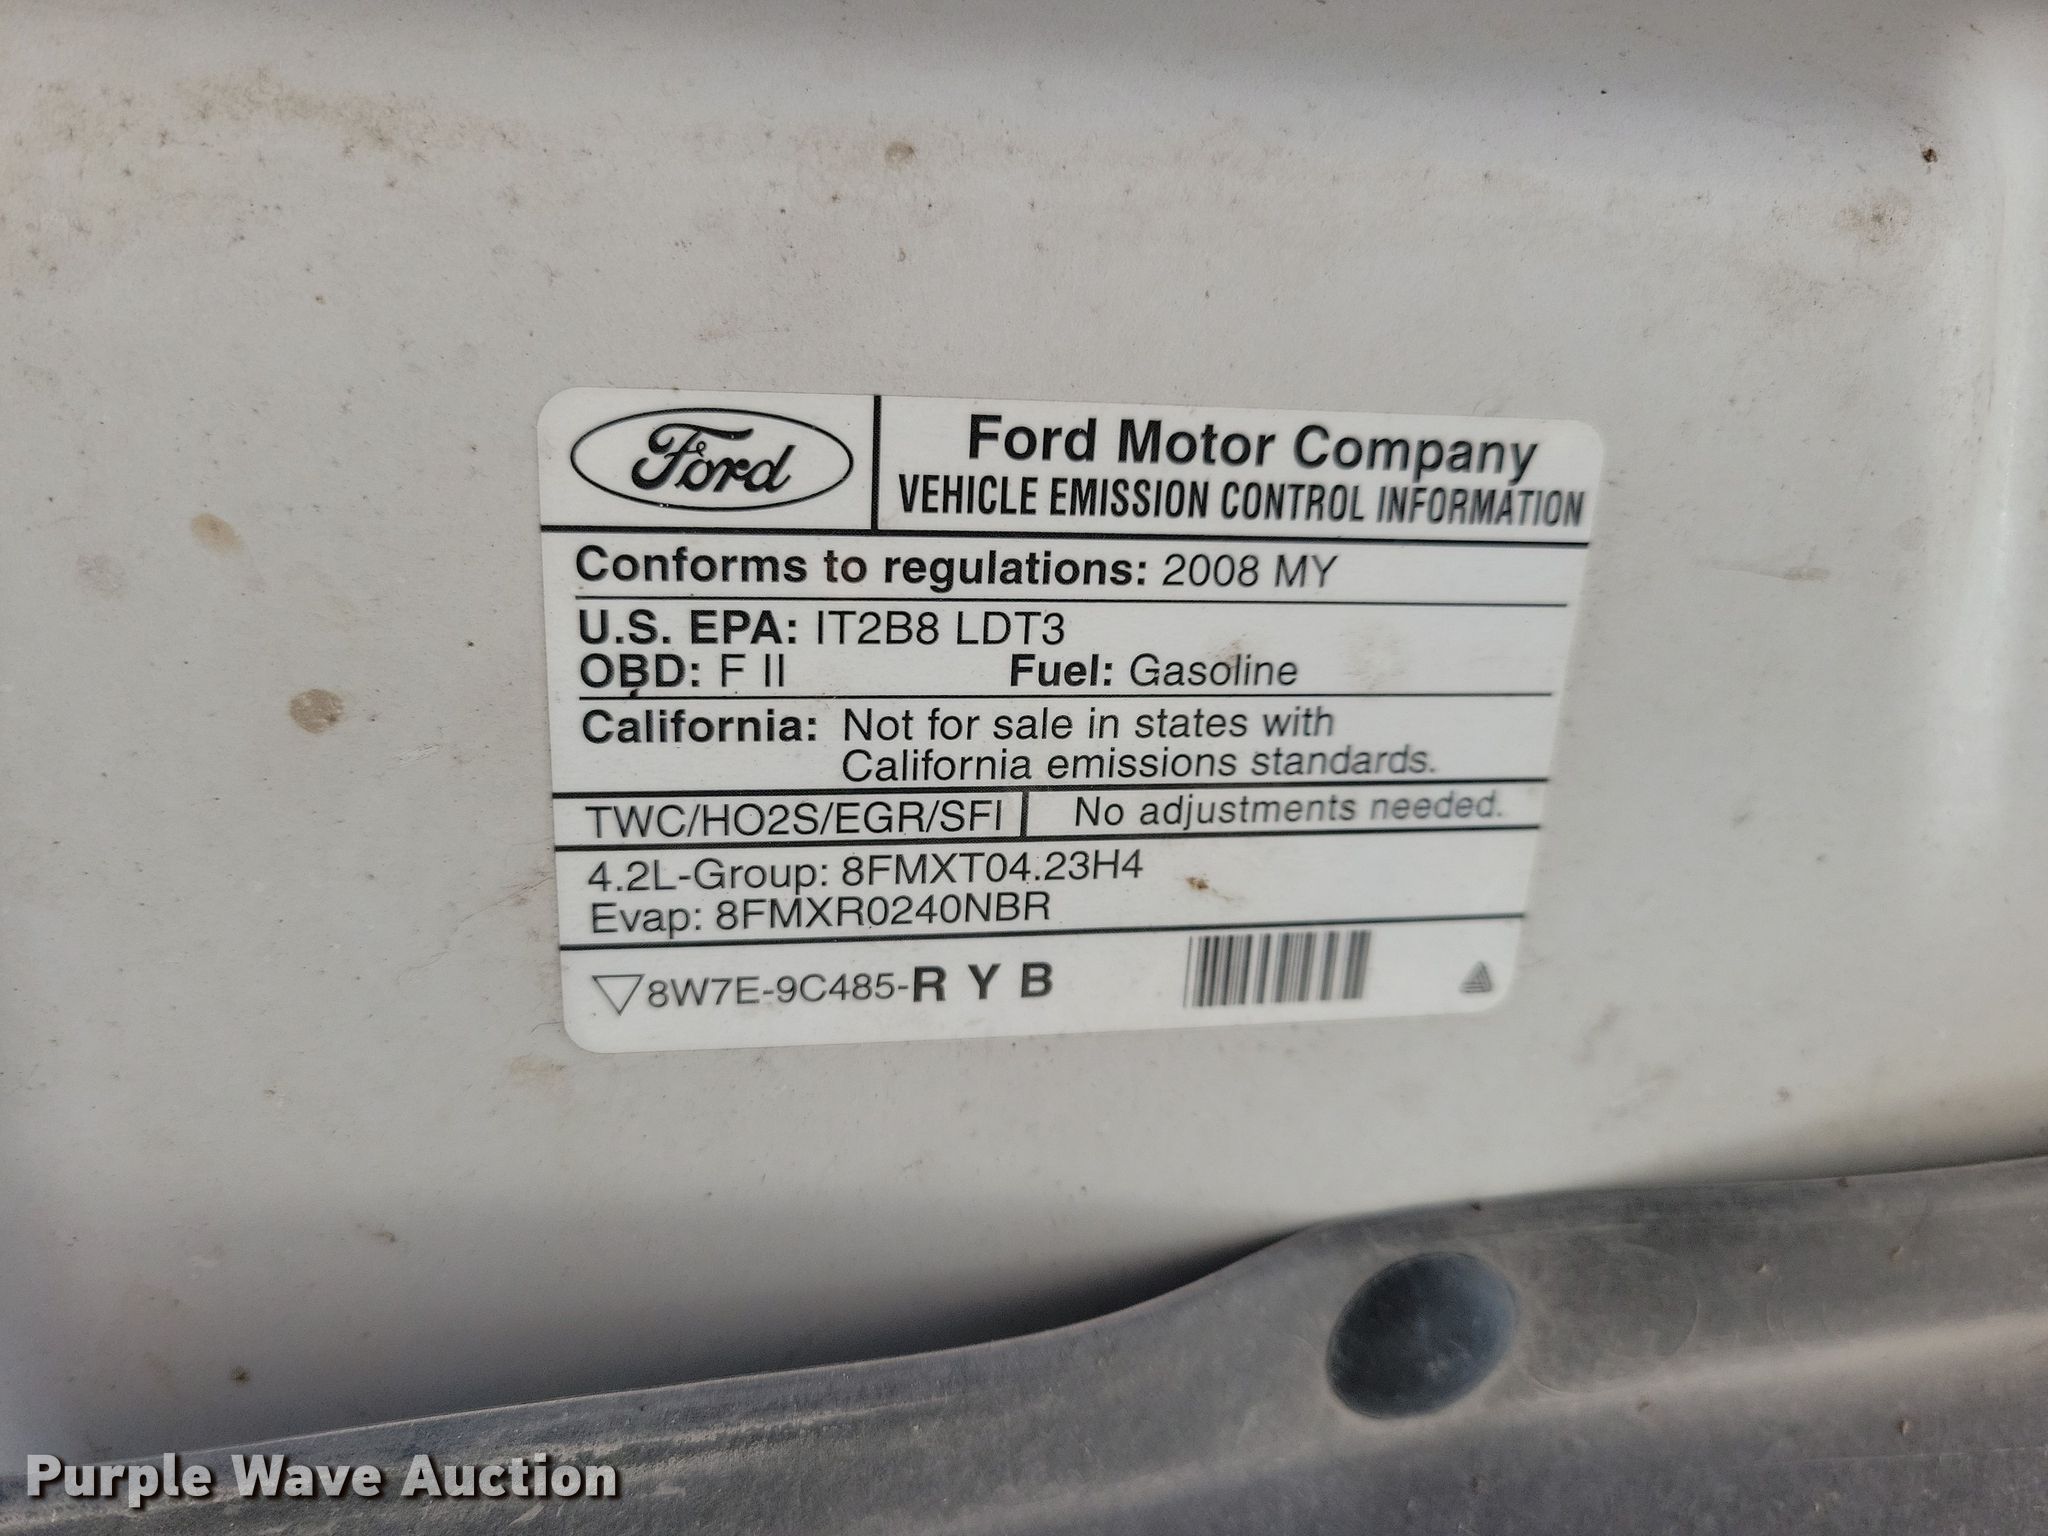 Ford
Ford Motor Company
VEHICLE EMISSION CONTROL INFORMATION
Conforms to regulations: 2008 MY
U.S. EPA: IT2B8 LDT3
OBD: F II Fuel: Gasoline
California: Not for sale in states with
California emissions standards.
TWC/HO2S/EGR/SFI No adjustments needed.
4.2L-Group: 8FMXT04.23H4
Evap: 8FMXR0240NBR
8W7E-9C485-R Y B
Purple Wave Auction